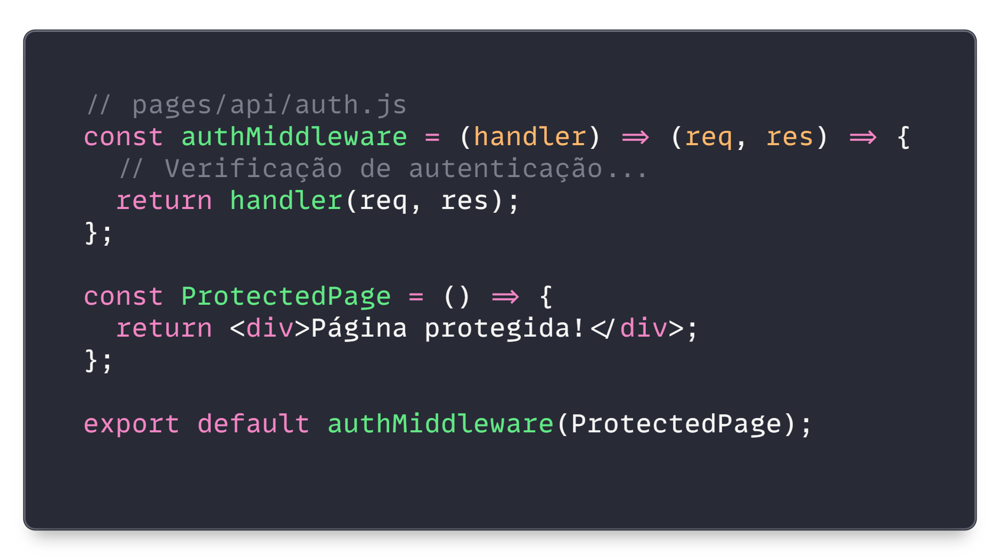 // pages/api/auth.js
const authMiddleware = (handler) => (req, res) => {
  // Verificação de autenticação...
  return handler(req, res);
};

const ProtectedPage = () => {
  return <div>Página protegida!</div>;
};

export default authMiddleware(ProtectedPage);